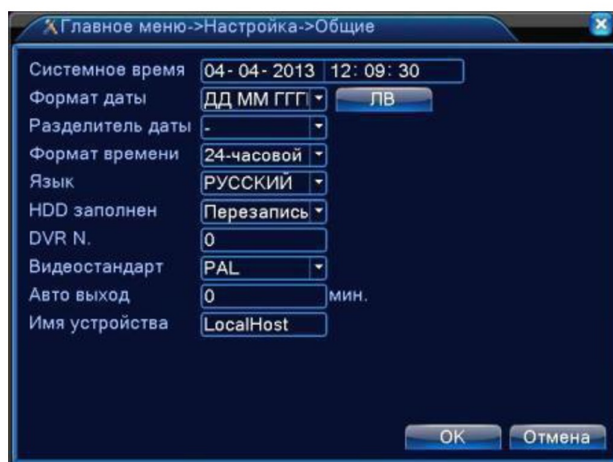 Главное меню->Настройка->Общие
Системное время 04-04-2013 12:09:30
Формат даты ДД ММ ГГГ ЛВ
Разделитель даты -
Формат времени 24-часовой
Язык РУССКИЙ
HDD заполнен Перезапись
DVR N. 0
Видеостандарт PAL
Авто выход 0 мин.
Имя устройства LocalHost
OK Отмена